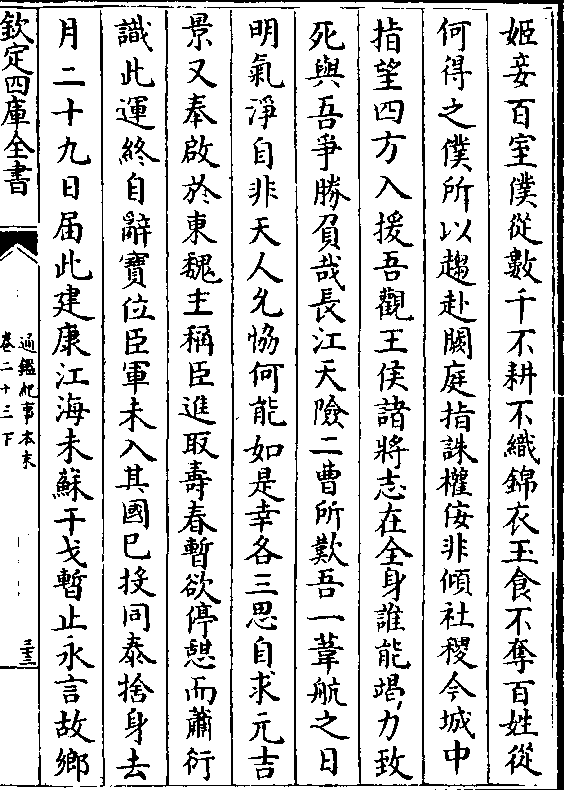 姬妾百室僕從數千不耕不織錦衣玉食不奪百姓從
何得之僕所以趨赴闕庭指誅權佞非傾社稷今城中
指望四方入援吾觀王侯諸將志在全身誰能竭力致
死與吾爭勝負哉長江天險二曹所歎吾一葦航之日
明氣淨自非天人允恊何能如是幸各三思自求元吉
景又奉啟於東魏主稱臣進取壽春暫欲停憇而蕭衍
識此運終自辭寶位臣軍未入其國已投同泰捨身去
月二十九日届此建康江海未蘇干戈暫止永言故鄉
欽定四庫全書
通鑑紀事本末
卷二十三下
三三